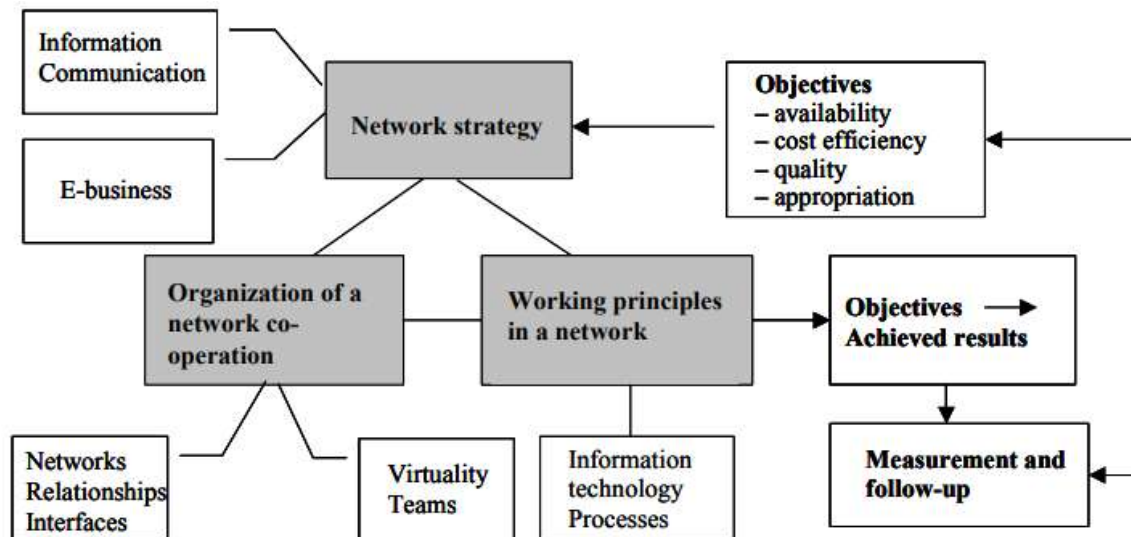 Information
Communication
Network strategy
Objectives
– availability
– cost efficiency
– quality
– appropriation
E-business
Organization of a
network co-
operation
Working principles
in a network
Objectives
Achieved results
Networks
Relationships
Interfaces
Virtuality
Teams
Information
technology
Processes
Measurement and
follow-up